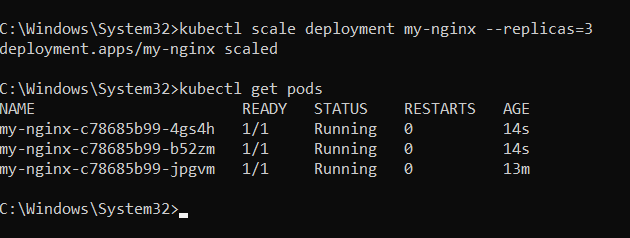 C:\Windows\System32>kubectl scale deployment my-nginx --replicas=3
deployment.apps/my-nginx scaled
C:\Windows\System32>kubectl get pods
NAME READY STATUS RESTARTS AGE
my-nginx-c78685b99-4gs4h 1/1 Running 0 14s
my-nginx-c78685b99-b52zm 1/1 Running 0 14s
my-nginx-c78685b99-jpgvm 1/1 Running 0 13m
C:\Windows\System32>